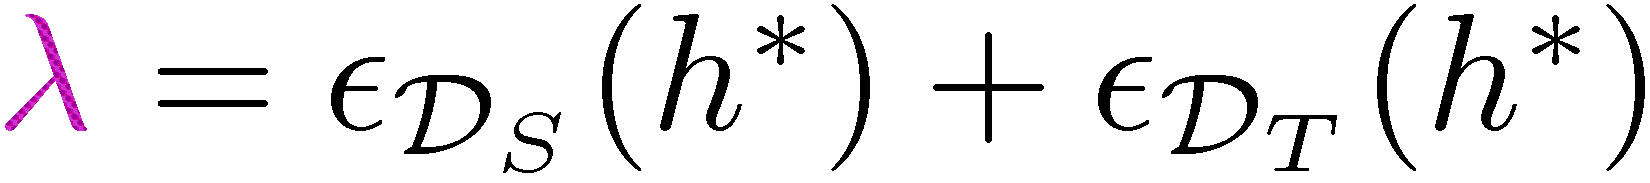 λ = ϵ_{𝒟_S}(h*) + ϵ_{𝒟_T}(h*)